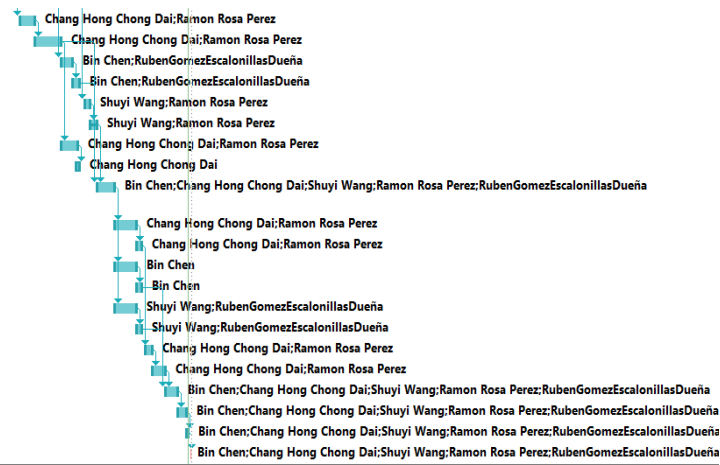 Chang Hong Chong Dai;Ramon Rosa Perez
Chang Hong Chong Dai;Ramon Rosa Perez
Bin Chen;RubenGomezEscalonillasDueña
Bin Chen;RubenGomezEscalonillasDueña
Shuyi Wang;Ramon Rosa Perez
Shuyi Wang;Ramon Rosa Perez
Chang Hong Chong Dai;Ramon Rosa Perez
Chang Hong Chong Dai
Bin Chen;Chang Hong Chong Dai;Shuyi Wang;Ramon Rosa Perez;RubenGomezEscalonillasDueña
Chang Hong Chong Dai;Ramon Rosa Perez
Chang Hong Chong Dai;Ramon Rosa Perez
Bin Chen
Bin Chen
Shuyi Wang;RubenGomezEscalonillasDueña
Shuyi Wang;RubenGomezEscalonillasDueña
Chang Hong Chong Dai;Ramon Rosa Perez
Chang Hong Chong Dai;Ramon Rosa Perez
Bin Chen;Chang Hong Chong Dai;Shuyi Wang;Ramon Rosa Perez;RubenGomezEscalonillasDueña
Bin Chen;Chang Hong Chong Dai;Shuyi Wang;Ramon Rosa Perez;RubenGomezEscalonillasDueña
Bin Chen;Chang Hong Chong Dai;Shuyi Wang;Ramon Rosa Perez;RubenGomezEscalonillasDueña
Bin Chen;Chang Hong Chong Dai;Shuyi Wang;Ramon Rosa Perez;RubenGomezEscalonillasDueña